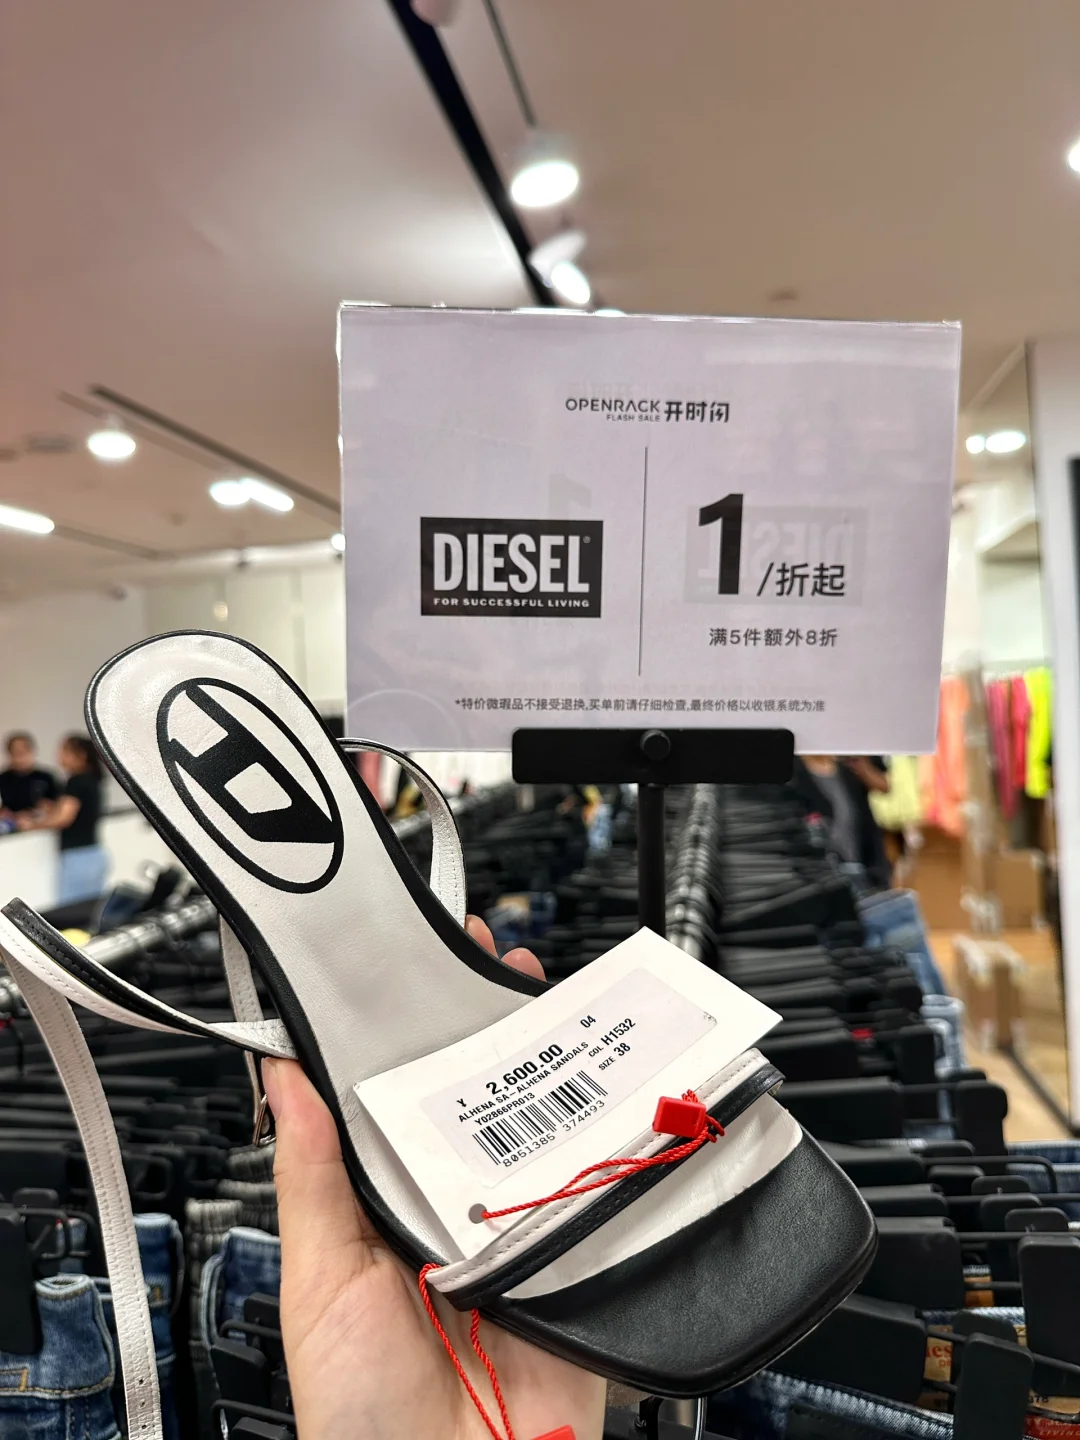 OPENRACK 开时闪
FLASH SALE
DIESEL
FOR SUCCESSFUL LIVING
1/折起
满5件额外8折
*特价微瑕品不接受退换,买单前请仔细检查,最终价格以收银系统为准
04
Y 2,600.00
ALHENA SA-ALHENA SANDALS COL H1532
Y02866PR013 SIZE 38
8051385 374493